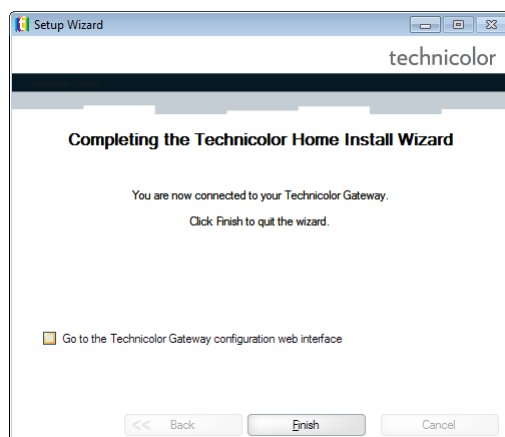 Setup Wizard
technicolor
Completing the Technicolor Home Install Wizard
You are now connected to your Technicolor Gateway.
Click Finish to quit the wizard.
Go to the Technicolor Gateway configuration web interface
<< Back
Finish
Cancel